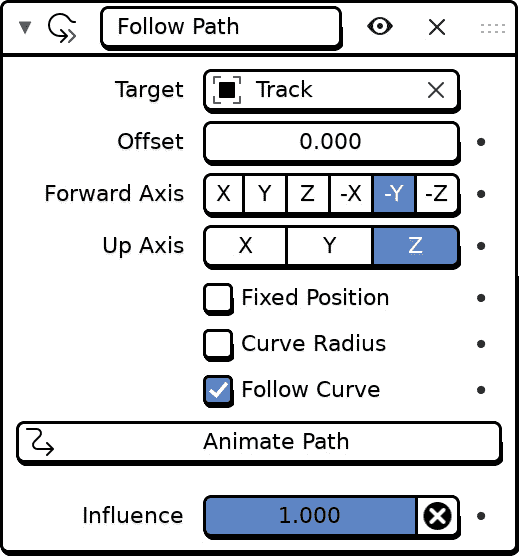 Follow Path
Target Track
Offset 0.000
Forward Axis X Y Z -X -Y -Z
Up Axis X Y Z
Fixed Position
Curve Radius
Follow Curve
Animate Path
Influence 1.000